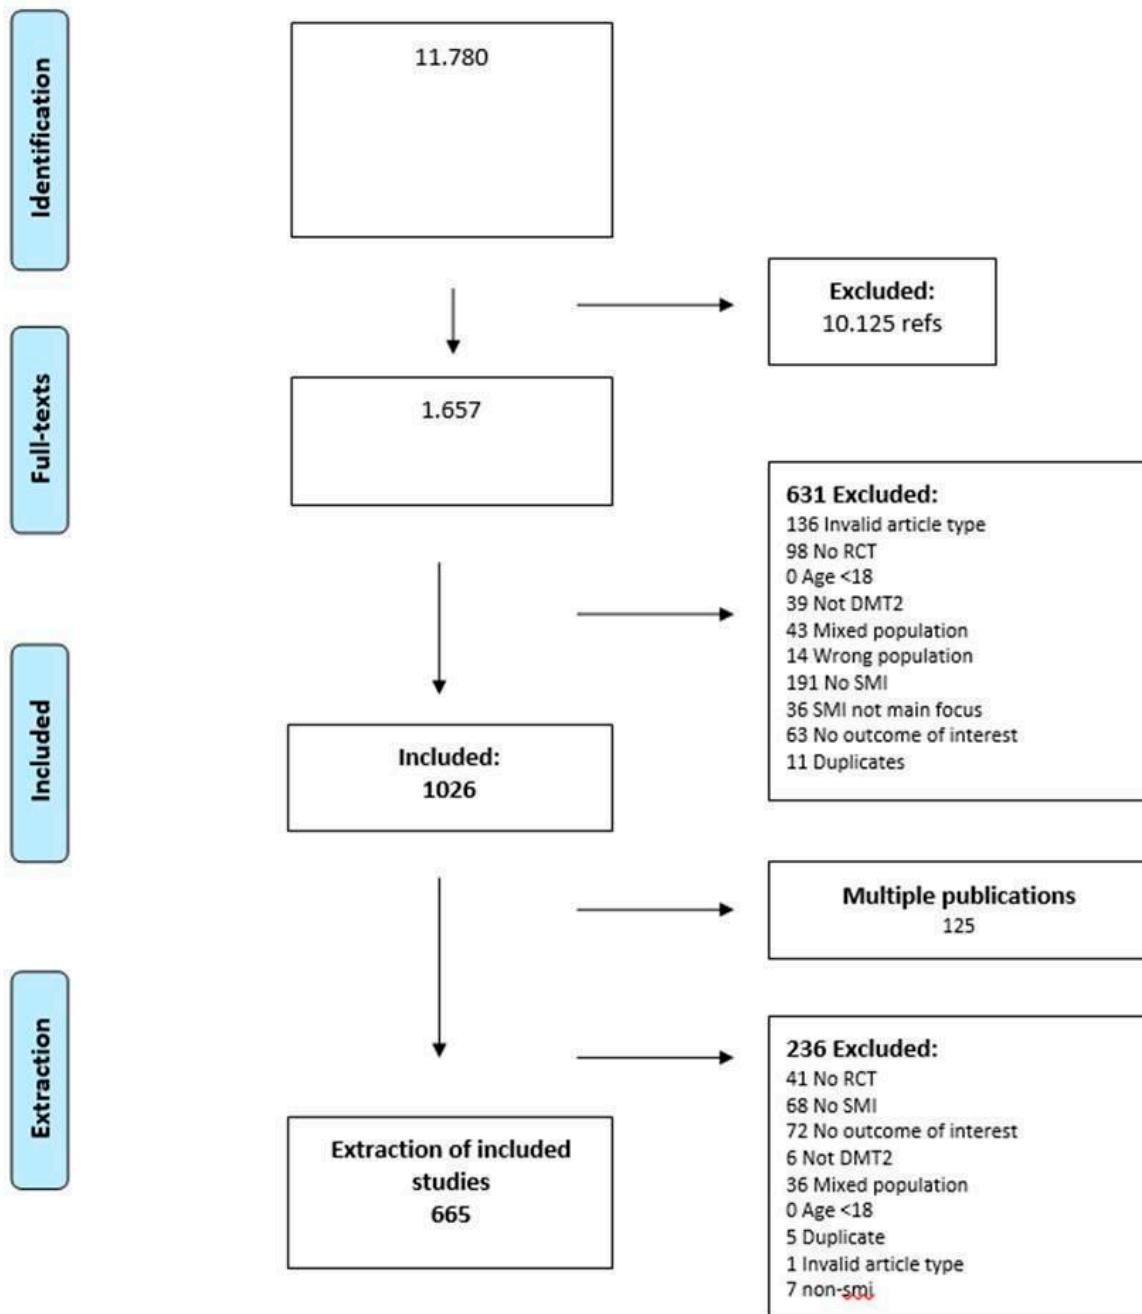 Identification
11.780
Excluded:
10.125 refs
Full-texts
1.657
631 Excluded:
136 Invalid article type
98 No RCT
0 Age <18
39 Not DMT2
43 Mixed population
14 Wrong population
191 No SMI
36 SMI not main focus
63 No outcome of interest
11 Duplicates
Included
Included:
1026
Multiple publications
125
Extraction
Extraction of included
studies
665
236 Excluded:
41 No RCT
68 No SMI
72 No outcome of interest
6 Not DMT2
36 Mixed population
0 Age <18
5 Duplicate
1 Invalid article type
7 non-smi